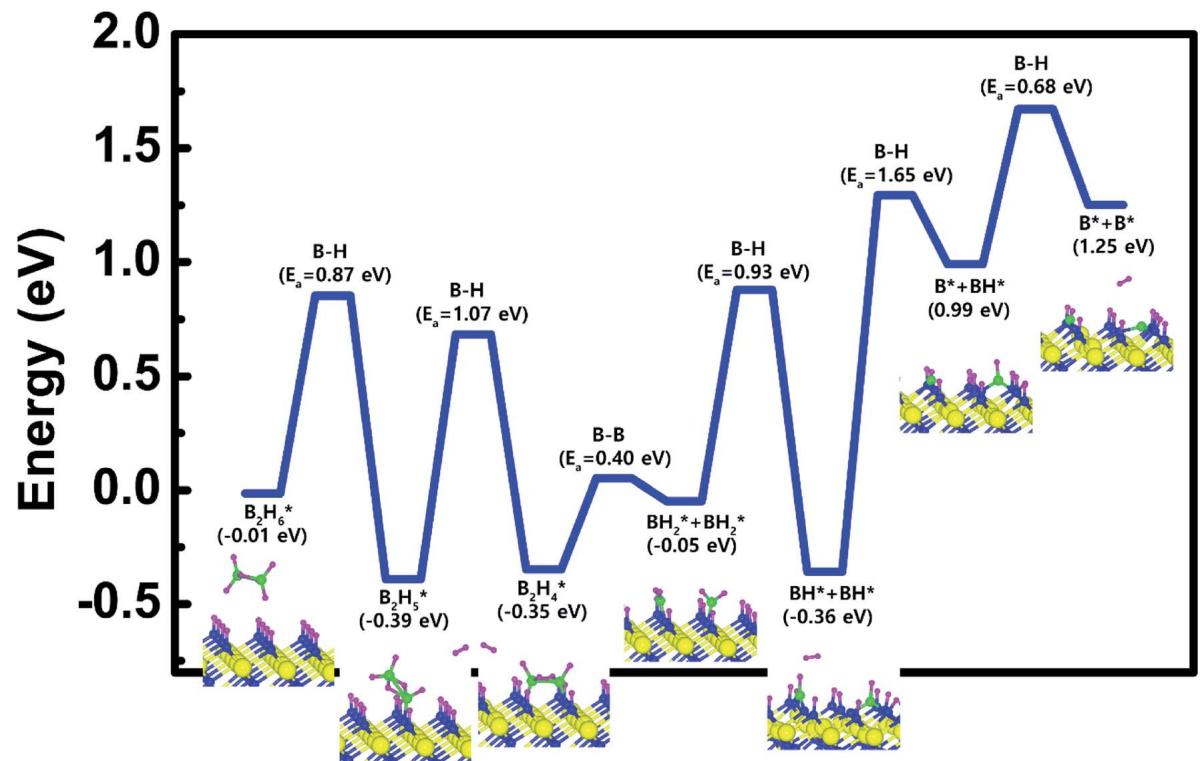 Energy (eV)
2.0
1.5
1.0
0.5
0.0
-0.5
B₂H₆*
(-0.01 eV)
B-H
(Eₐ=0.87 eV)
B₂H₅*
(-0.39 eV)
B-H
(Eₐ=1.07 eV)
B₂H₄*
(-0.35 eV)
B-B
(Eₐ=0.40 eV)
BH₂*+BH₂*
(-0.05 eV)
B-H
(Eₐ=0.93 eV)
BH*+BH*
(-0.36 eV)
B-H
(Eₐ=1.65 eV)
B*+BH*
(0.99 eV)
B-H
(Eₐ=0.68 eV)
B*+B*
(1.25 eV)